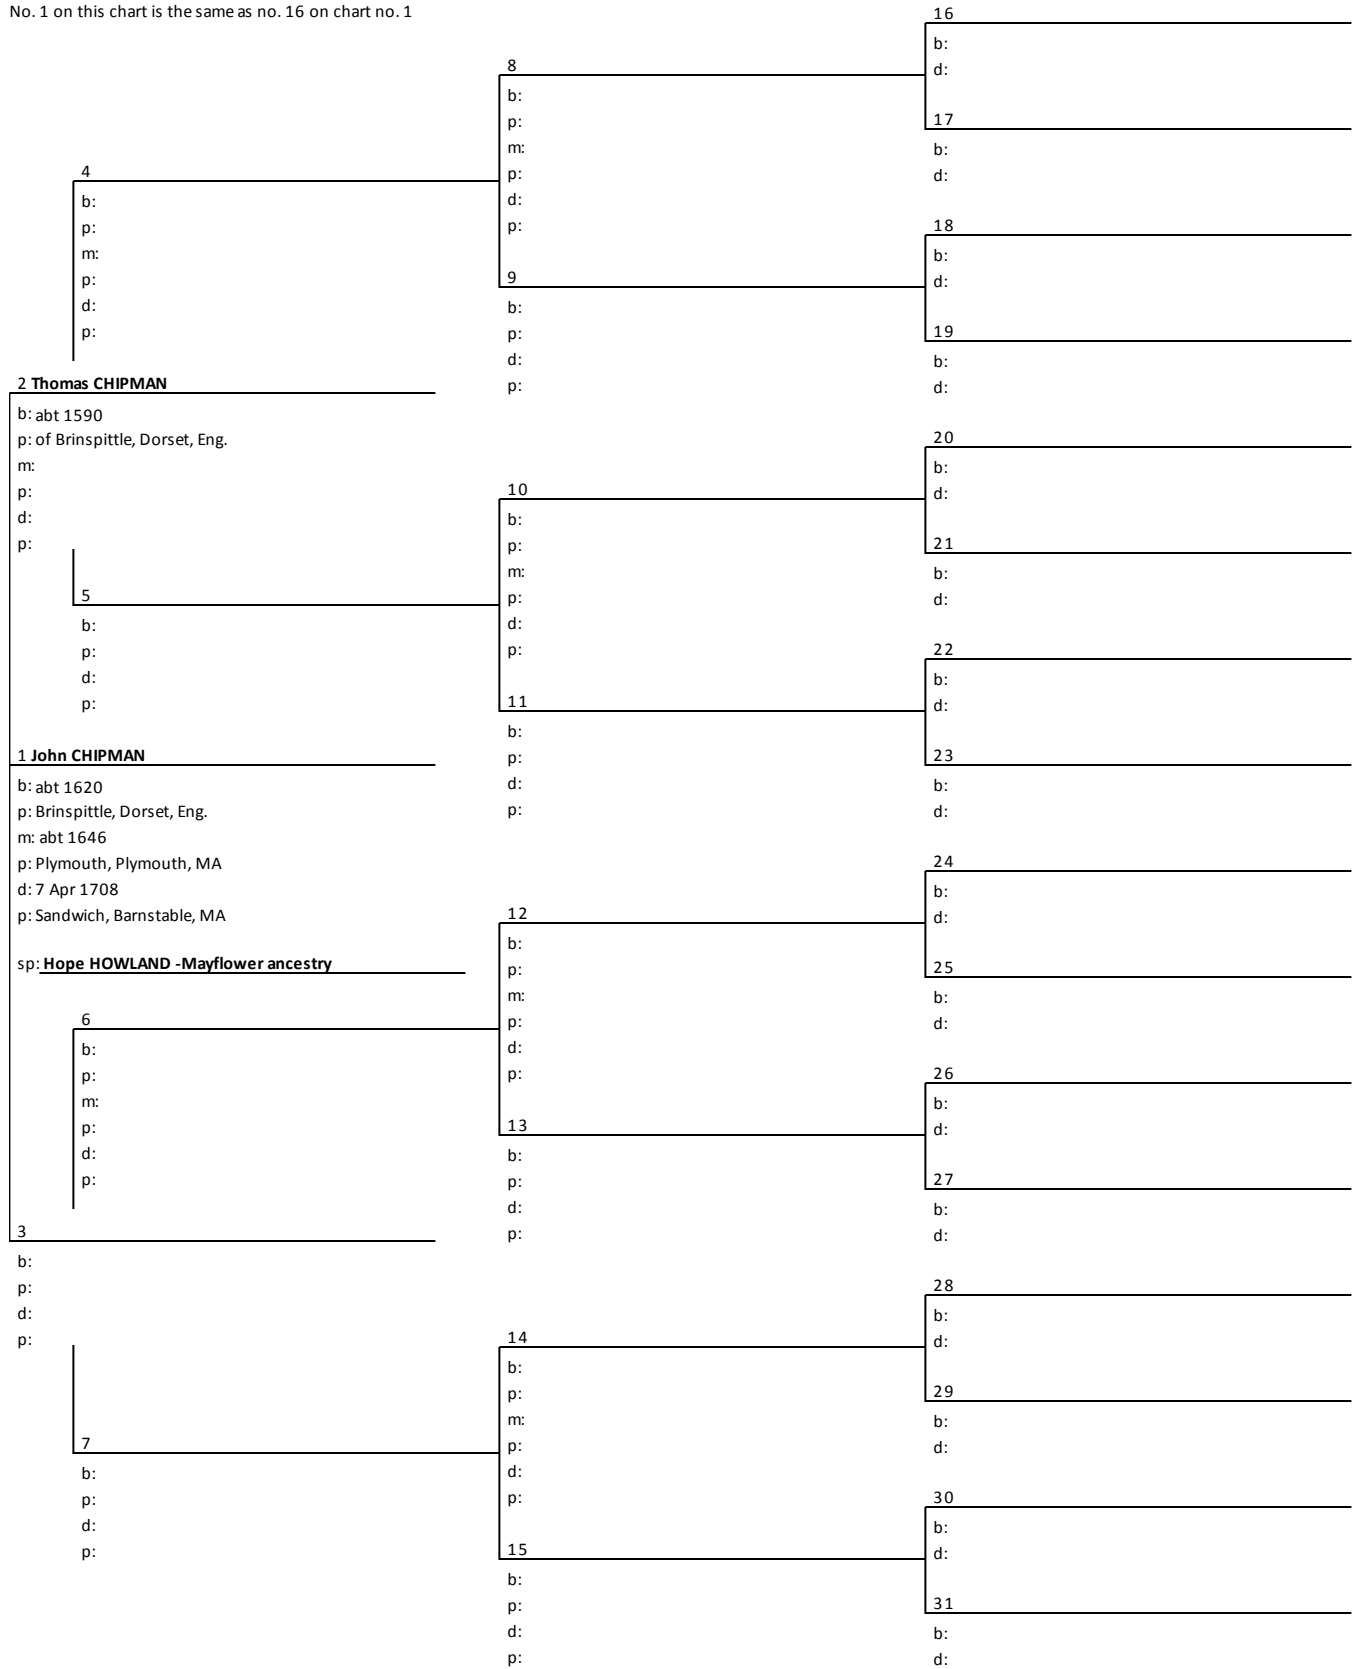 No. 1 on this chart is the same as no. 16 on chart no. 1
4
b:
p:
m:
p:
d:
p:
2 Thomas CHIPMAN
b: abt 1590
p: of Brinspittle, Dorset, Eng.
m:
p:
d:
p:
5
b:
p:
d:
p:
1 John CHIPMAN
b: abt 1620
p: Brinspittle, Dorset, Eng.
m: abt 1646
p: Plymouth, Plymouth, MA
d: 7 Apr 1708
p: Sandwich, Barnstable, MA
sp: Hope HOWLAND -Mayflower ancestry
6
b:
p:
m:
p:
d:
p:
3
b:
p:
d:
p:
7
b:
p:
d:
p:
8
b:
p:
m:
p:
d:
p:
9
b:
p:
d:
p:
10
b:
p:
m:
p:
d:
p:
11
b:
p:
d:
p:
12
b:
p:
m:
p:
d:
p:
13
b:
p:
d:
p:
14
b:
p:
m:
p:
d:
p:
15
b:
p:
d:
p:
16
b:
d:
17
b:
d:
18
b:
d:
19
b:
d:
20
b:
d:
21
b:
d:
22
b:
d:
23
b:
d:
24
b:
d:
25
b:
d:
26
b:
d:
27
b:
d:
28
b:
d:
29
b:
d:
30
b:
d:
31
b:
d: